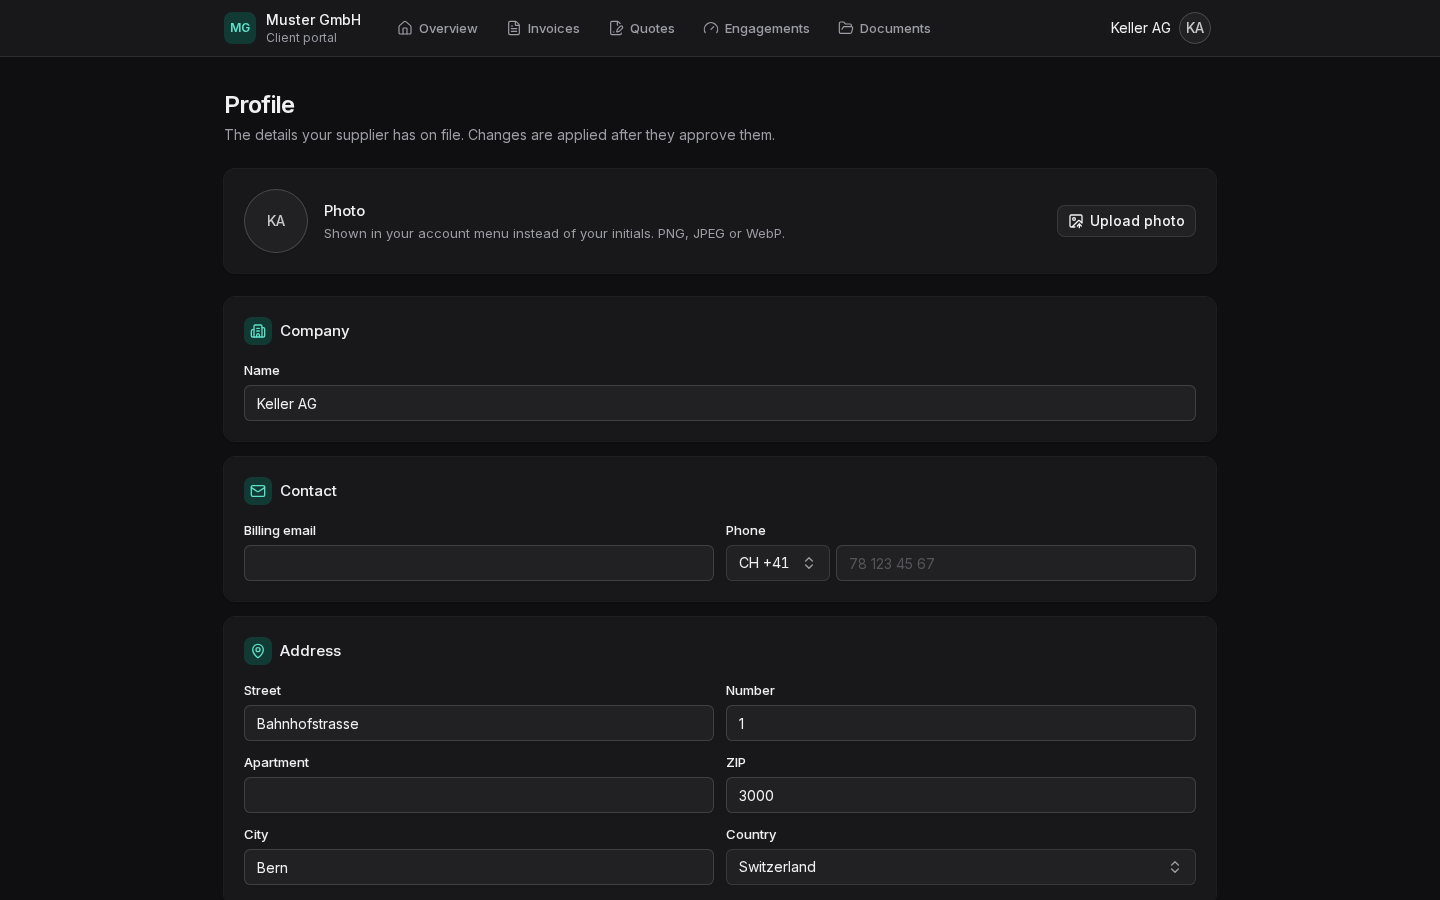 MG
Muster GmbH
Client portal
Overview
Invoices
Quotes
Engagements
Documents
Keller AG
KA
Profile
The details your supplier has on file. Changes are applied after they approve them.
KA
Photo
Shown in your account menu instead of your initials. PNG, JPEG or WebP.
Upload photo
Company
Name
Keller AG
Contact
Billing email
Phone
CH +41
78 123 45 67
Address
Street
Number
Bahnhofstrasse
1
Apartment
ZIP
3000
City
Country
Bern
Switzerland